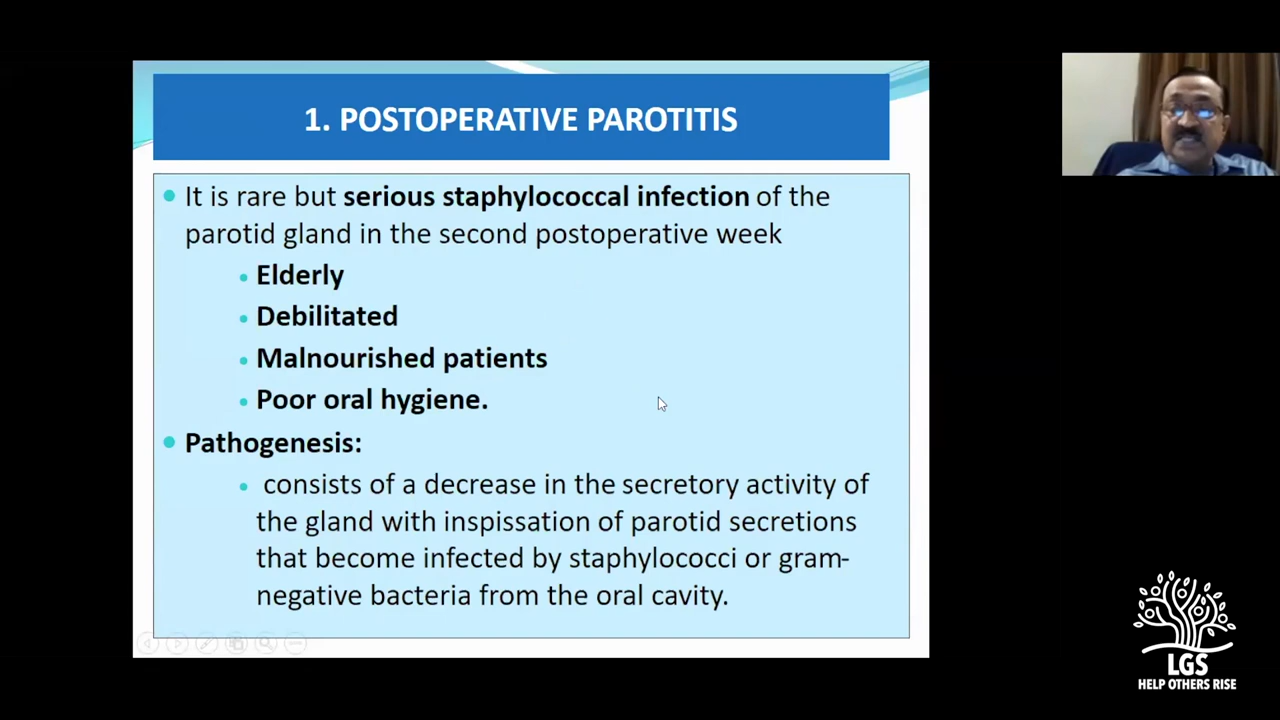 1. POSTOPERATIVE PAROTITIS
It is rare but serious staphylococcal infection of the
parotid gland in the second postoperative week
Elderly
Debilitated
Malnourished patients
Poor oral hygiene.
Pathogenesis:
consists of a decrease in the secretory activity of
the gland with inspissation of parotid secretions
that become infected by staphylococci or gram-
negative bacteria from the oral cavity.
LGS
HELP OTHERS RISE